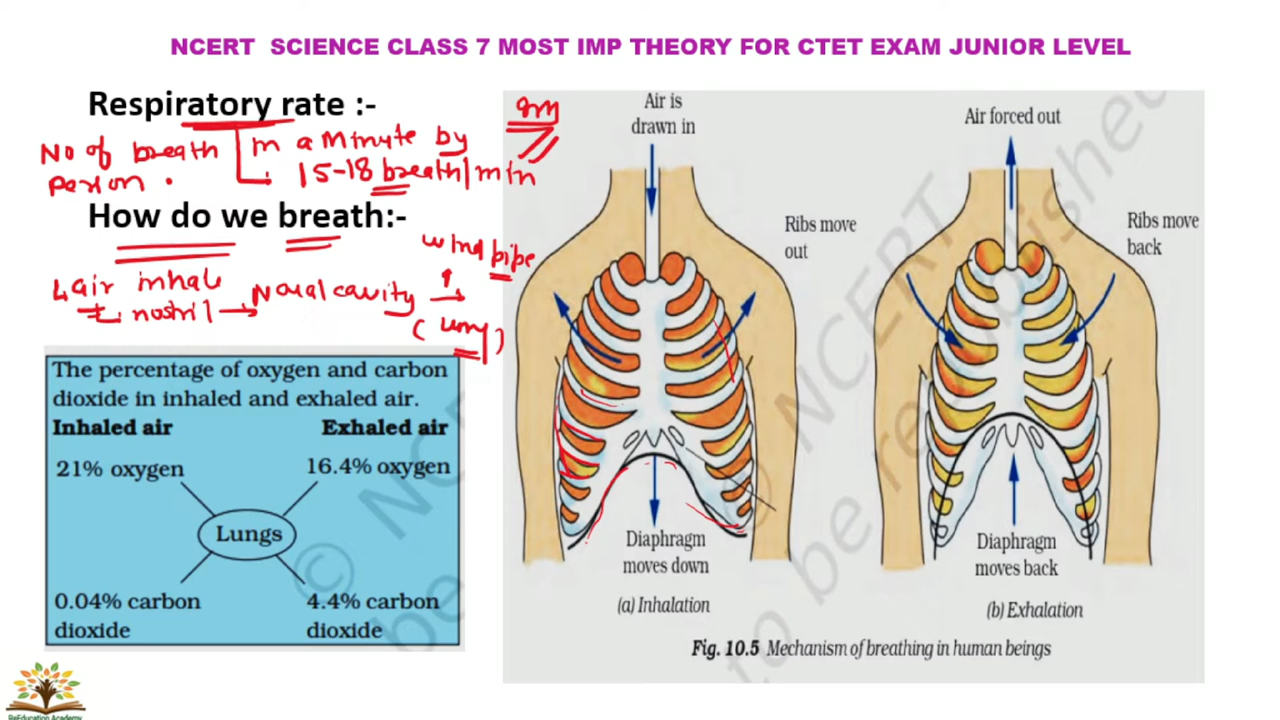 NCERT SCIENCE CLASS 7 MOST IMP THEORY FOR CTET EXAM JUNIOR LEVEL
Respiratory rate :-
No of breath in a Minute by
person . 15-18 breath/min
How do we breath:-
wind pipe
air inhale
nostril → Nasal cavity →
The percentage of oxygen and carbon
dioxide in inhaled and exhaled air.
Inhaled air Exhaled air
21% oxygen 16.4% oxygen
Lungs
0.04% carbon 4.4% carbon
dioxide dioxide
Air is
drawn in
Ribs move
out
Diaphragm
moves down
(a) Inhalation
Air forced out
Ribs move
back
Diaphragm
moves back
(b) Exhalation
Fig. 10.5 Mechanism of breathing in human beings
© NCERT
to be republished
BeEducation Academy